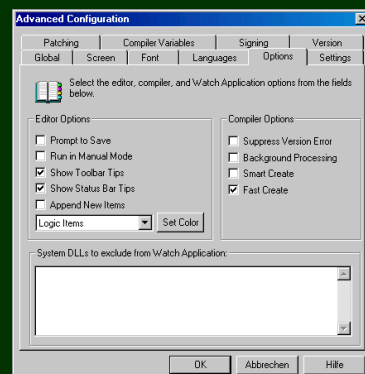 Advanced Configuration
Patching Compiler Variables Signing Version
Global Screen Font Languages Options Settings
Select the editor, compiler, and Watch Application options from the fields
below.
Editor Options
Prompt to Save
Run in Manual Mode
Show Toolbar Tips
Show Status Bar Tips
Append New Items
Logic Items Set Color
Compiler Options
Suppress Version Error
Background Processing
Smart Create
Fast Create
System DLLs to exclude from Watch Application:
OK Abbrechen Hilfe